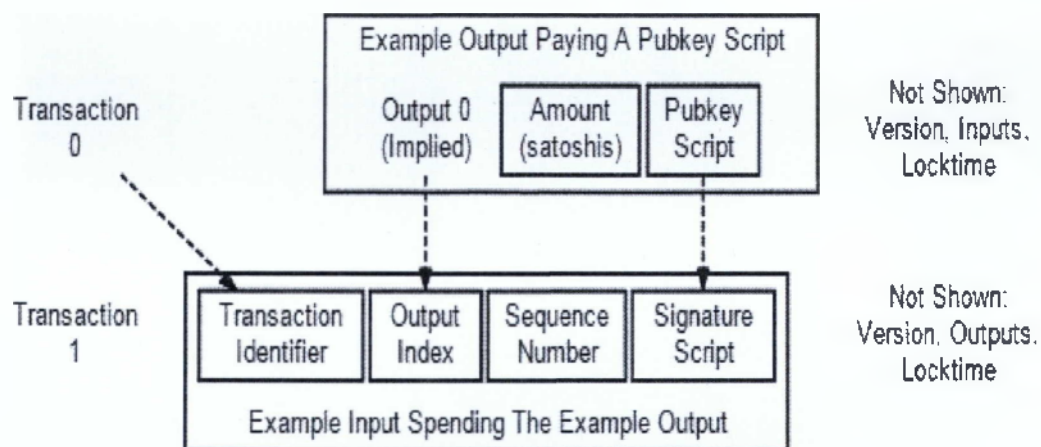 Example Output Paying A Pubkey Script
Transaction
0
Output 0
(Implied)
Amount
(satoshis)
Pubkey
Script
Not Shown:
Version, Inputs,
Locktime
Transaction
1
Transaction
Identifier
Output
Index
Sequence
Number
Signature
Script
Not Shown:
Version, Outputs,
Locktime
Example Input Spending The Example Output